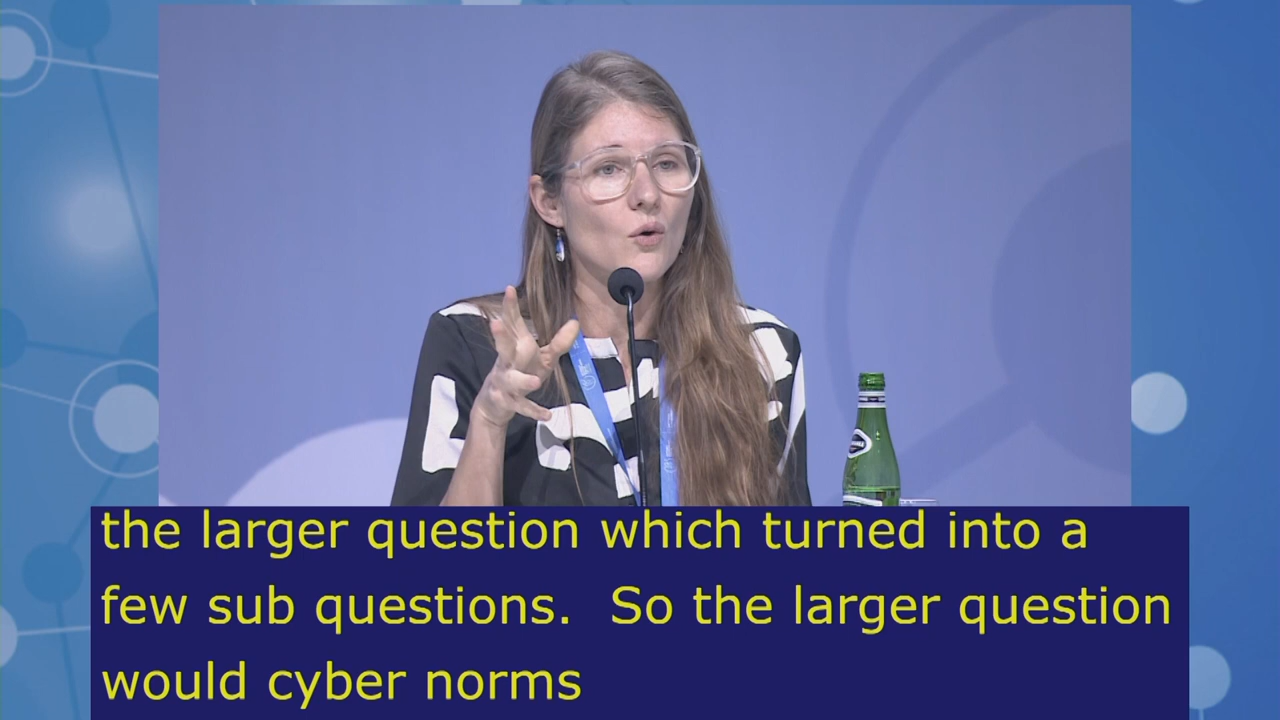 the larger question which turned into a
few sub questions.  So the larger question
would cyber norms